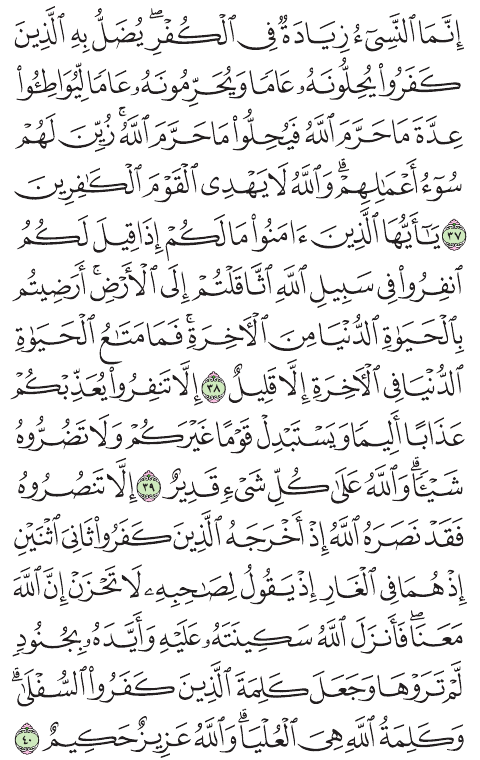 إِنَّمَا ٱلنَّسِىٓءُ زِيَادَةٌ فِى ٱلْكُفْرِ ۖ يُضَلُّ بِهِ ٱلَّذِينَ
كَفَرُوا۟ يُحِلُّونَهُۥ عَامًا وَيُحَرِّمُونَهُۥ عَامًا لِّيُوَاطِـُٔوا۟
عِدَّةَ مَا حَرَّمَ ٱللَّهُ فَيُحِلُّوا۟ مَا حَرَّمَ ٱللَّهُ ۚ زُيِّنَ لَهُمْ
سُوٓءُ أَعْمَـٰلِهِمْ ۗ وَٱللَّهُ لَا يَهْدِى ٱلْقَوْمَ ٱلْكَـٰفِرِينَ
٣٧ يَـٰٓأَيُّهَا ٱلَّذِينَ ءَامَنُوا۟ مَا لَكُمْ إِذَا قِيلَ لَكُمُ
ٱنفِرُوا۟ فِى سَبِيلِ ٱللَّهِ ٱثَّاقَلْتُمْ إِلَى ٱلْأَرْضِ ۚ أَرَضِيتُم
بِٱلْحَيَوٰةِ ٱلدُّنْيَا مِنَ ٱلْـَٔاخِرَةِ ۚ فَمَا مَتَـٰعُ ٱلْحَيَوٰةِ
ٱلدُّنْيَا فِى ٱلْـَٔاخِرَةِ إِلَّا قَلِيلٌ ٣٨ إِلَّا تَنفِرُوا۟ يُعَذِّبْكُمْ
عَذَابًا أَلِيمًا وَيَسْتَبْدِلْ قَوْمًا غَيْرَكُمْ وَلَا تَضُرُّوهُ
شَيْـًٔا ۗ وَٱللَّهُ عَلَىٰ كُلِّ شَىْءٍ قَدِيرٌ ٣٩ إِلَّا تَنصُرُوهُ
فَقَدْ نَصَرَهُ ٱللَّهُ إِذْ أَخْرَجَهُ ٱلَّذِينَ كَفَرُوا۟ ثَانِىَ ٱثْنَيْنِ
إِذْ هُمَا فِى ٱلْغَارِ إِذْ يَقُولُ لِصَـٰحِبِهِۦ لَا تَحْزَنْ إِنَّ ٱللَّهَ
مَعَنَا ۖ فَأَنزَلَ ٱللَّهُ سَكِينَتَهُۥ عَلَيْهِ وَأَيَّدَهُۥ بِجُنُودٍ
لَّمْ تَرَوْهَا وَجَعَلَ كَلِمَةَ ٱلَّذِينَ كَفَرُوا۟ ٱلسُّفْلَىٰ ۗ
وَكَلِمَةُ ٱللَّهِ هِىَ ٱلْعُلْيَا ۗ وَٱللَّهُ عَزِيزٌ حَكِيمٌ ٤٠